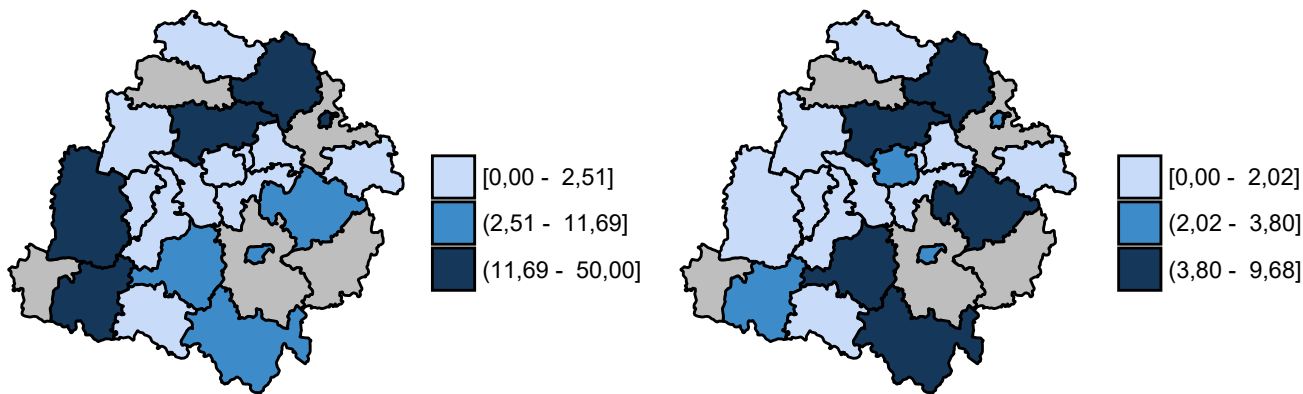 [0,00 - 2,51]
(2,51 - 11,69]
(11,69 - 50,00]
[0,00 - 2,02]
(2,02 - 3,80]
(3,80 - 9,68]